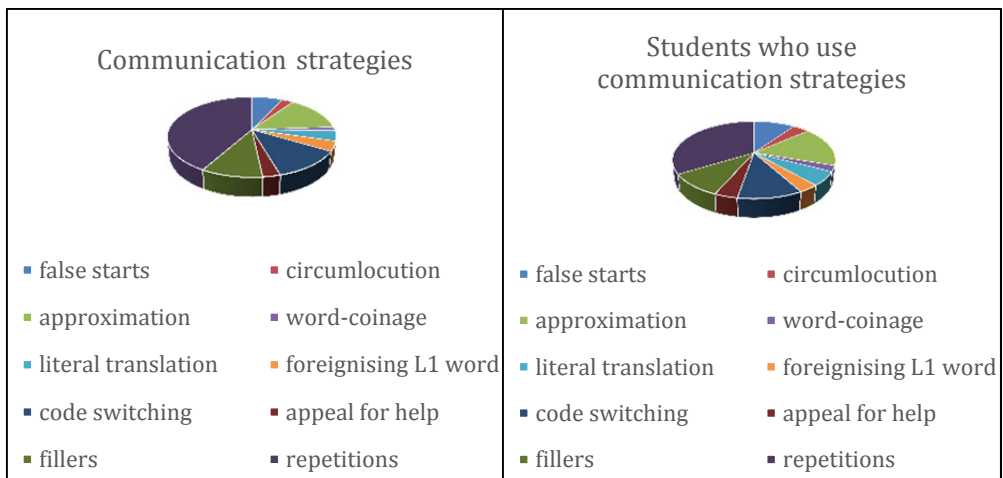 Communication strategies
false starts
circumlocution
approximation
word-coinage
literal translation
foreignising L1 word
code switching
appeal for help
fillers
repetitions
Students who use
communication strategies
false starts
circumlocution
approximation
word-coinage
literal translation
foreignising L1 word
code switching
appeal for help
fillers
repetitions